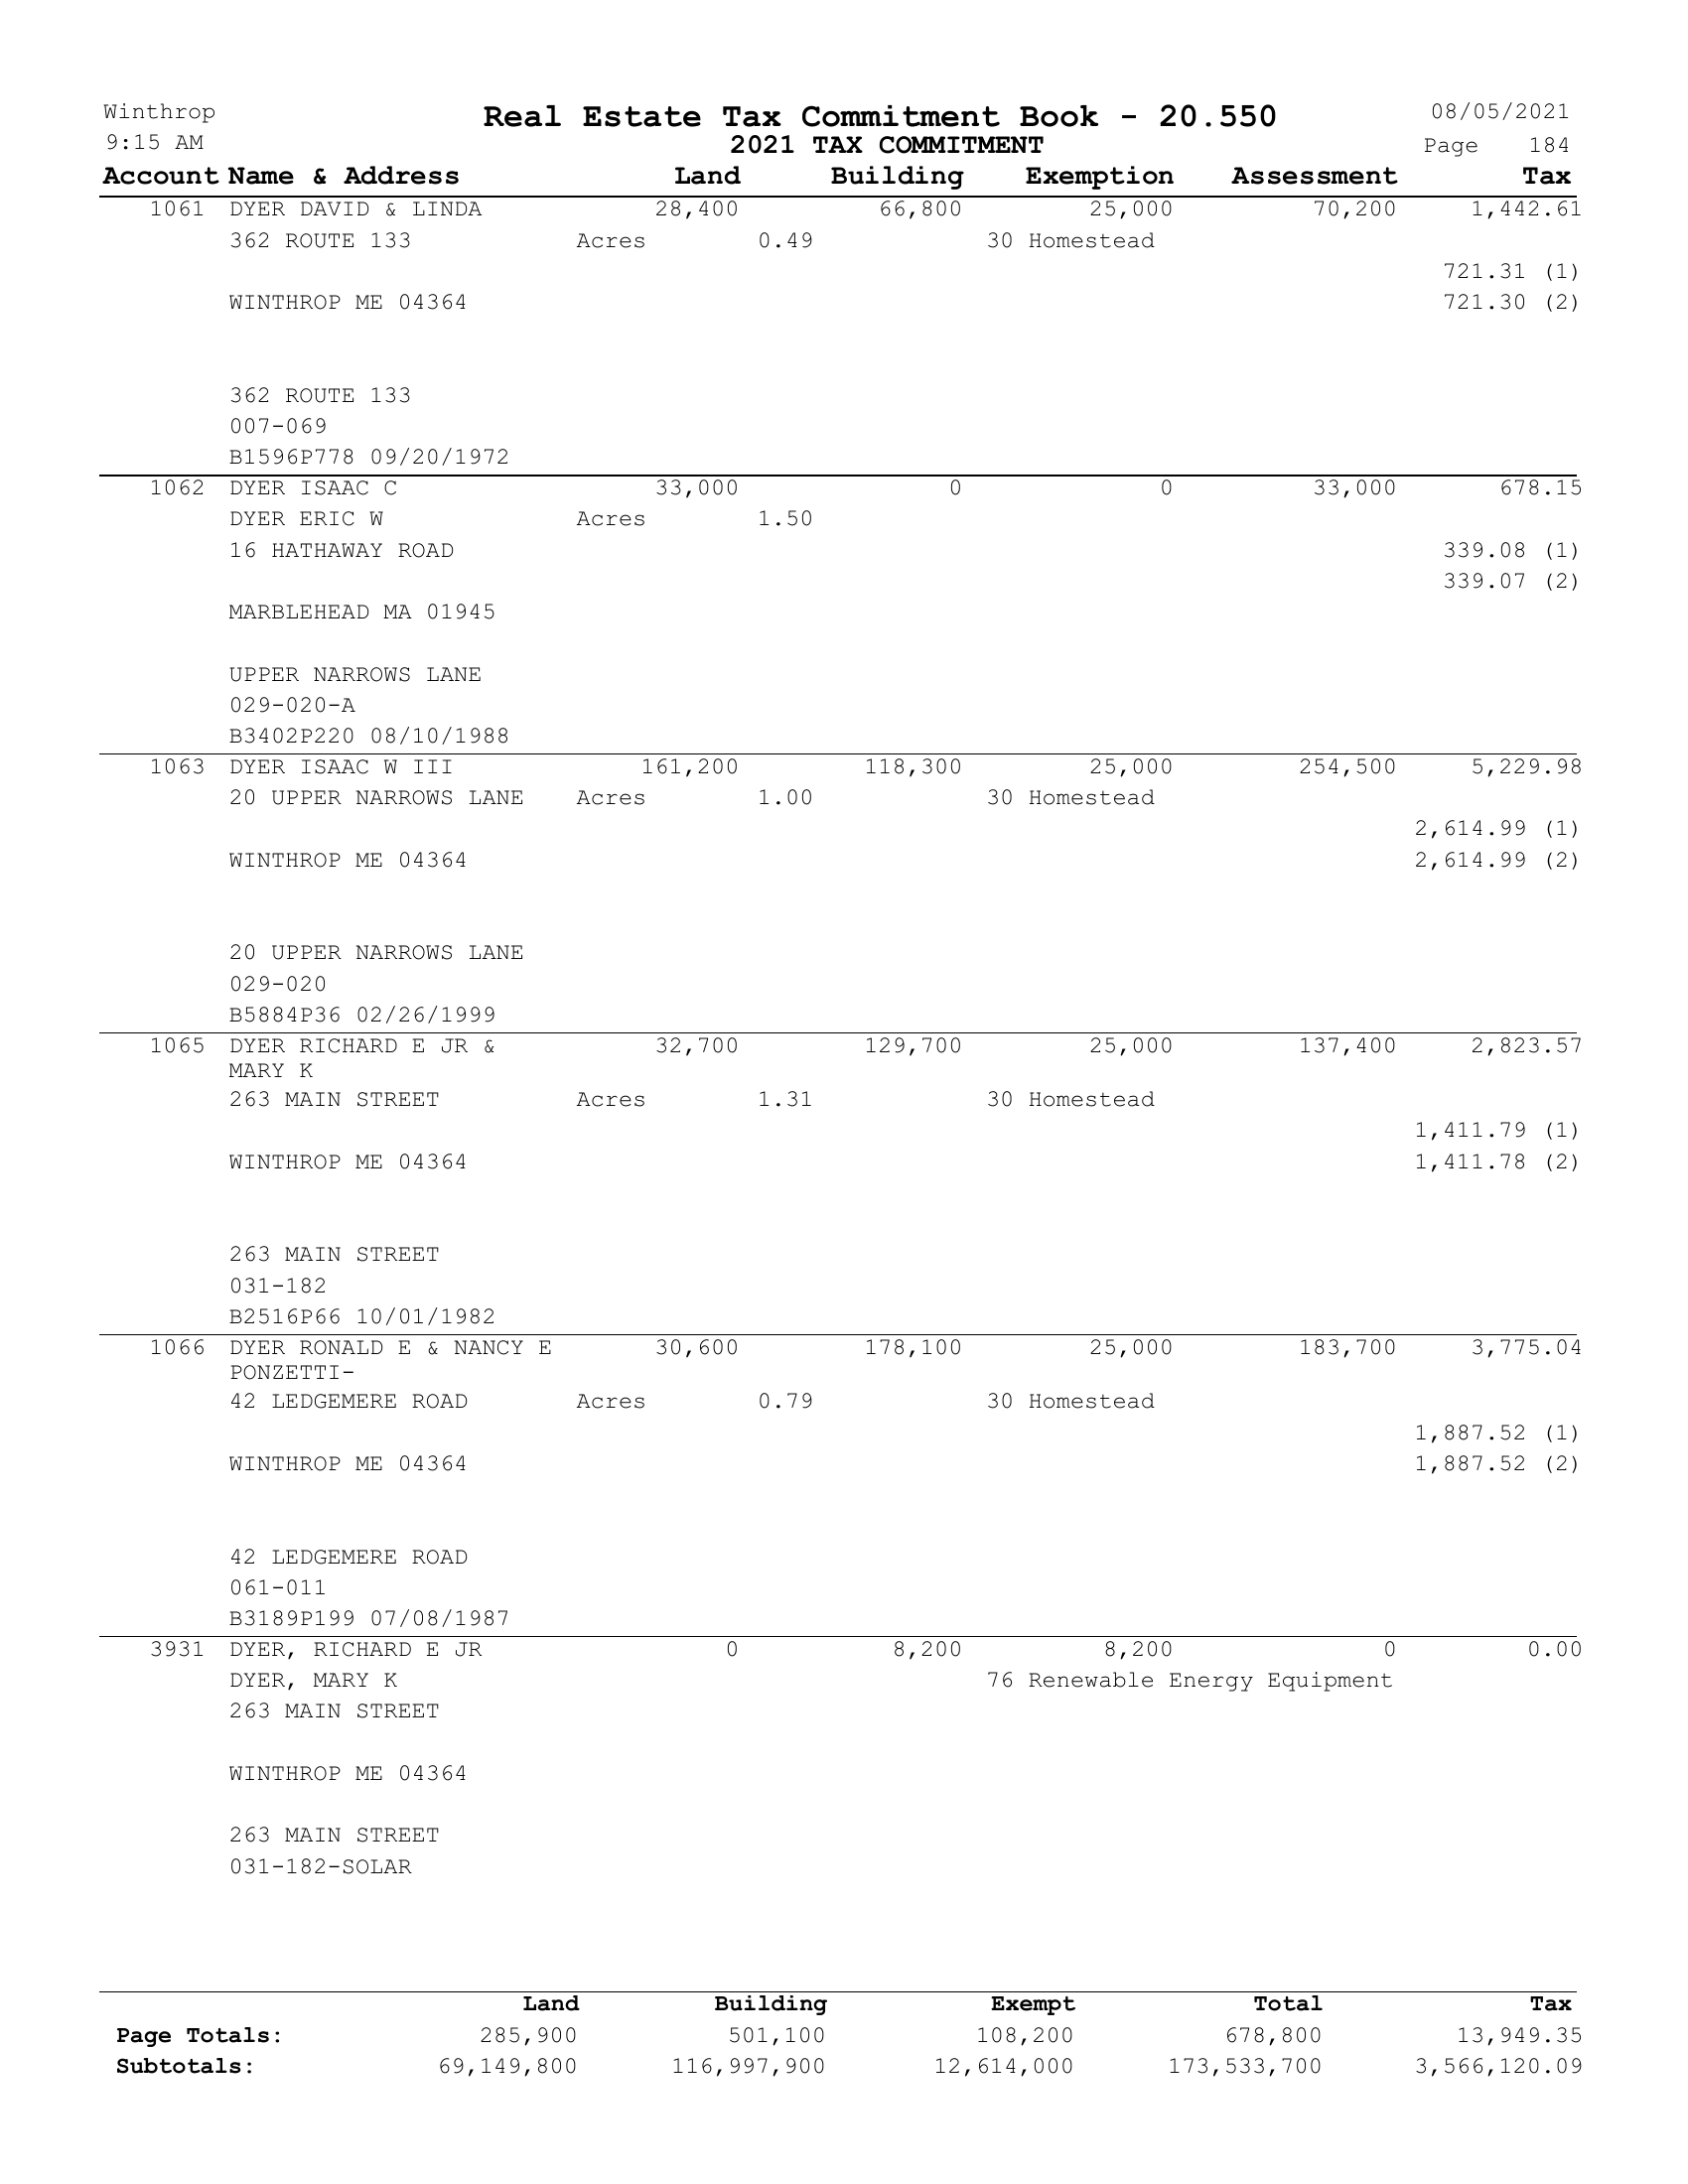 Winthrop Real Estate Tax Commitment Book - 20.550 08/05/2021
9:15 AM 2021 TAX COMMITMENT Page 184
Account Name & Address Land Building Exemption Assessment Tax
1061 DYER DAVID & LINDA 28,400 66,800 25,000 70,200 1,442.61
362 ROUTE 133 Acres 0.49 30 Homestead
721.31 (1)
WINTHROP ME 04364 721.30 (2)
362 ROUTE 133
007-069
B1596P778 09/20/1972
1062 DYER ISAAC C 33,000 0 0 33,000 678.15
DYER ERIC W Acres 1.50
16 HATHAWAY ROAD 339.08 (1)
339.07 (2)
MARBLEHEAD MA 01945
UPPER NARROWS LANE
029-020-A
B3402P220 08/10/1988
1063 DYER ISAAC W III 161,200 118,300 25,000 254,500 5,229.98
20 UPPER NARROWS LANE Acres 1.00 30 Homestead
2,614.99 (1)
WINTHROP ME 04364 2,614.99 (2)
20 UPPER NARROWS LANE
029-020
B5884P36 02/26/1999
1065 DYER RICHARD E JR & 32,700 129,700 25,000 137,400 2,823.57
MARY K
263 MAIN STREET Acres 1.31 30 Homestead
1,411.79 (1)
WINTHROP ME 04364 1,411.78 (2)
263 MAIN STREET
031-182
B2516P66 10/01/1982
1066 DYER RONALD E & NANCY E 30,600 178,100 25,000 183,700 3,775.04
PONZETTI-
42 LEDGEMERE ROAD Acres 0.79 30 Homestead
1,887.52 (1)
WINTHROP ME 04364 1,887.52 (2)
42 LEDGEMERE ROAD
061-011
B3189P199 07/08/1987
3931 DYER, RICHARD E JR 0 8,200 8,200 0 0.00
DYER, MARY K 76 Renewable Energy Equipment
263 MAIN STREET
WINTHROP ME 04364
263 MAIN STREET
031-182-SOLAR
Land Building Exempt Total Tax
Page Totals: 285,900 501,100 108,200 678,800 13,949.35
Subtotals: 69,149,800 116,997,900 12,614,000 173,533,700 3,566,120.09